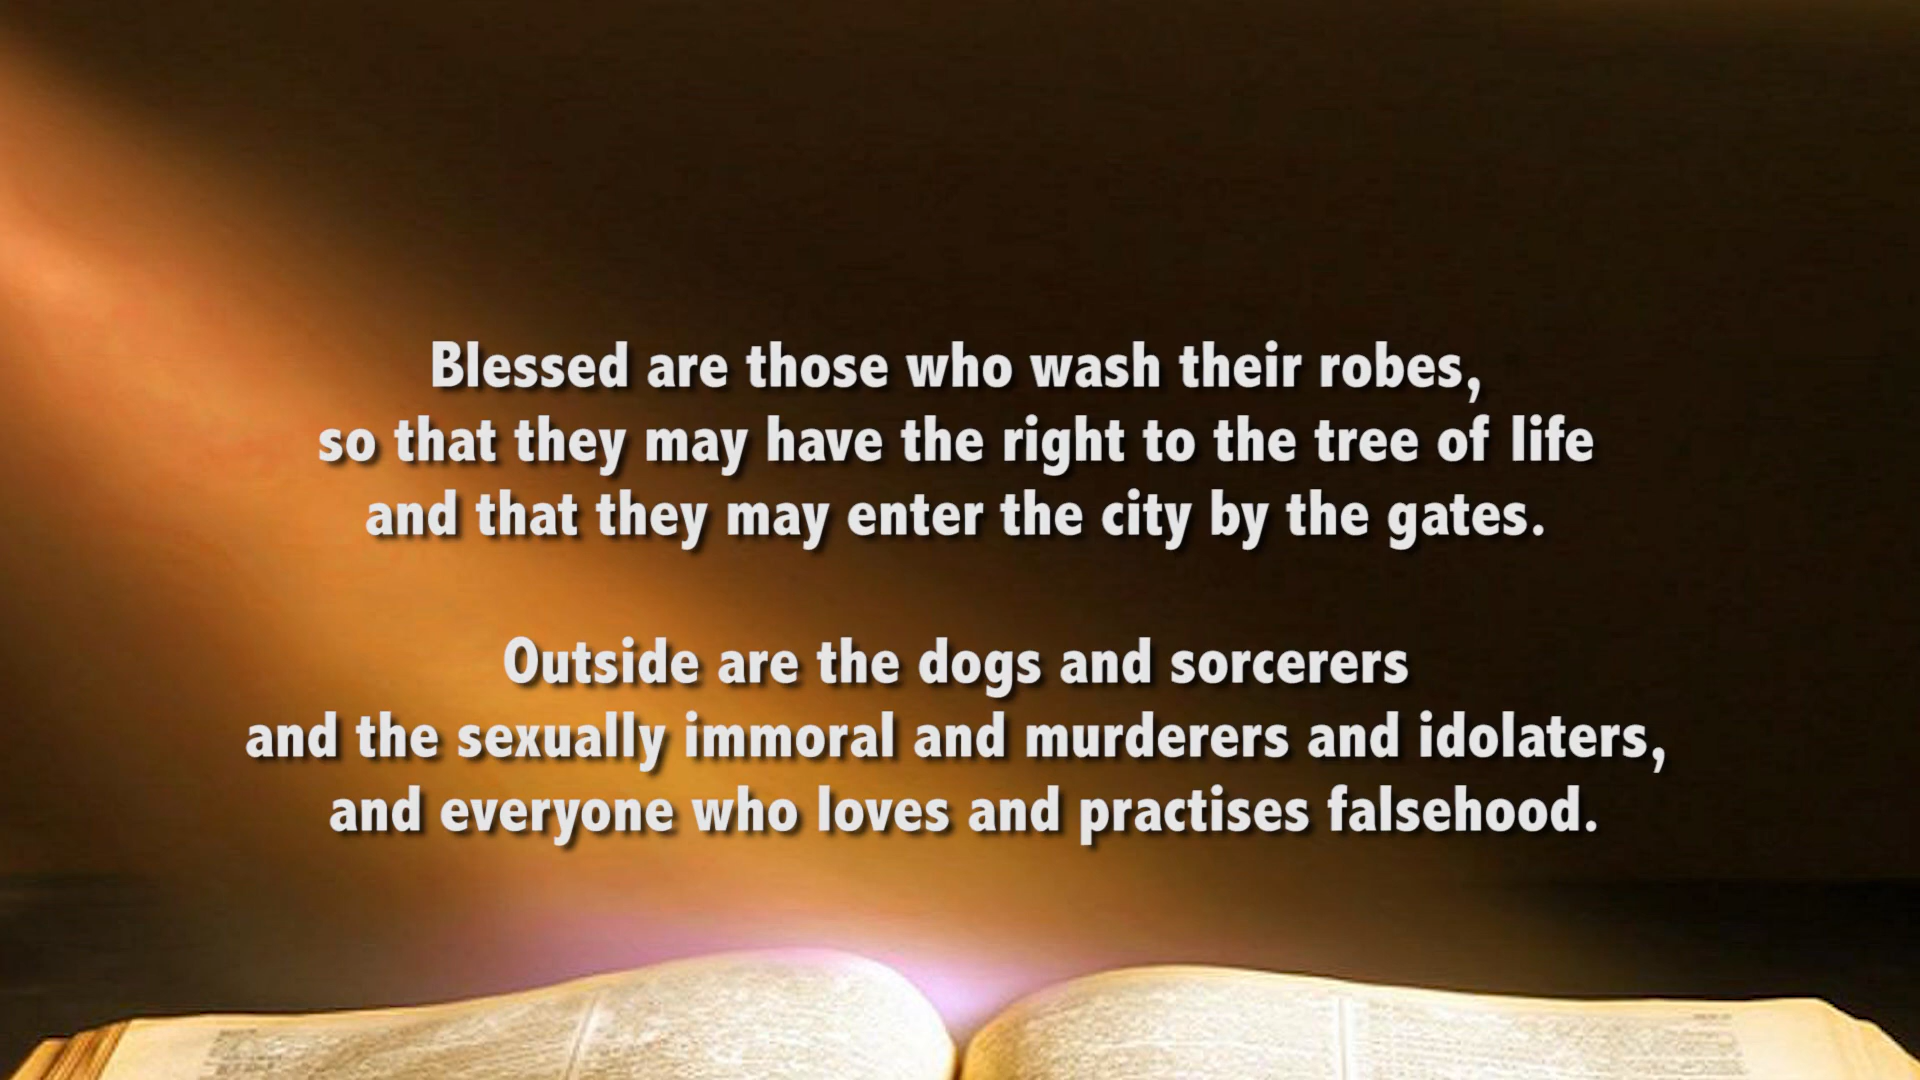 Blessed are those who wash their robes,
so that they may have the right to the tree of life
and that they may enter the city by the gates.
Outside are the dogs and sorcerers
and the sexually immoral and murderers and idolaters,
and everyone who loves and practises falsehood.